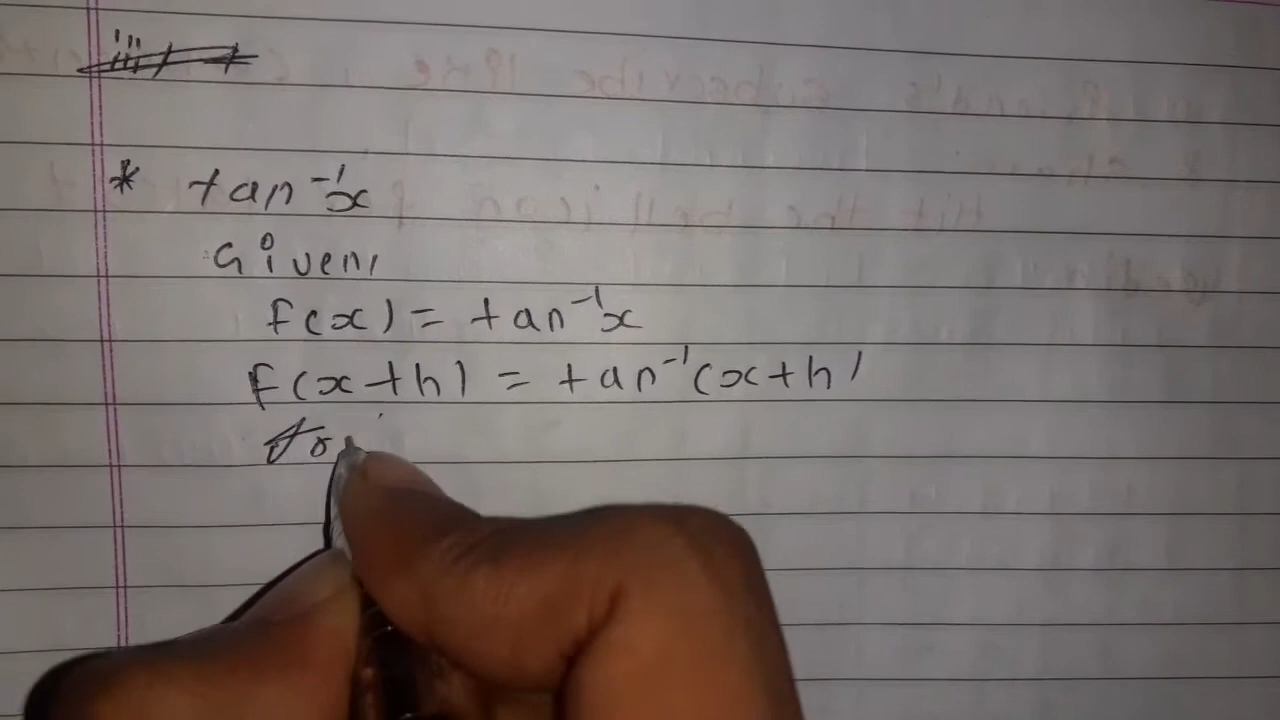 * tan⁻¹x
Given,
f(x) = tan⁻¹x
f(x+h) = tan⁻¹(x+h)